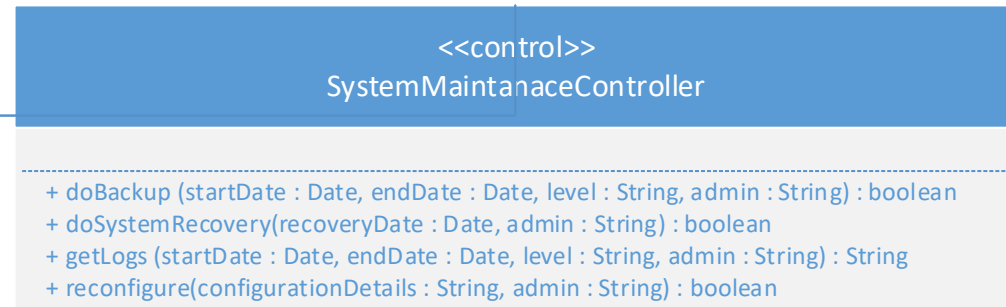 <<control>>
SystemMaintanaceController
+ doBackup (startDate : Date, endDate : Date, level : String, admin : String) : boolean
+ doSystemRecovery(recoveryDate : Date, admin : String) : boolean
+ getLogs (startDate : Date, endDate : Date, level : String, admin : String) : String
+ reconfigure(configurationDetails : String, admin : String) : boolean